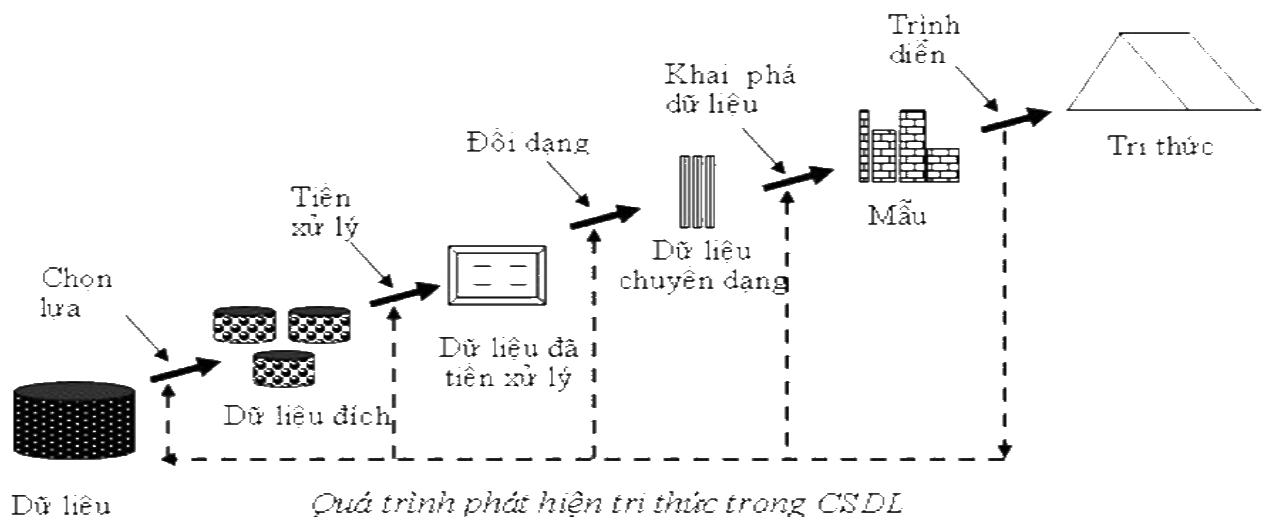 Trình
diễn
Khai phá
dữ liệu
Tri thức
Đổi dạng
Mẫu
Tiền
xử lý
Dữ liệu
chuyên dạng
Chọn
lựa
Dữ liệu đã
tiền xử lý
Dữ liệu đích
Dữ liệu
Quá trình phát hiện tri thức trong CSDL